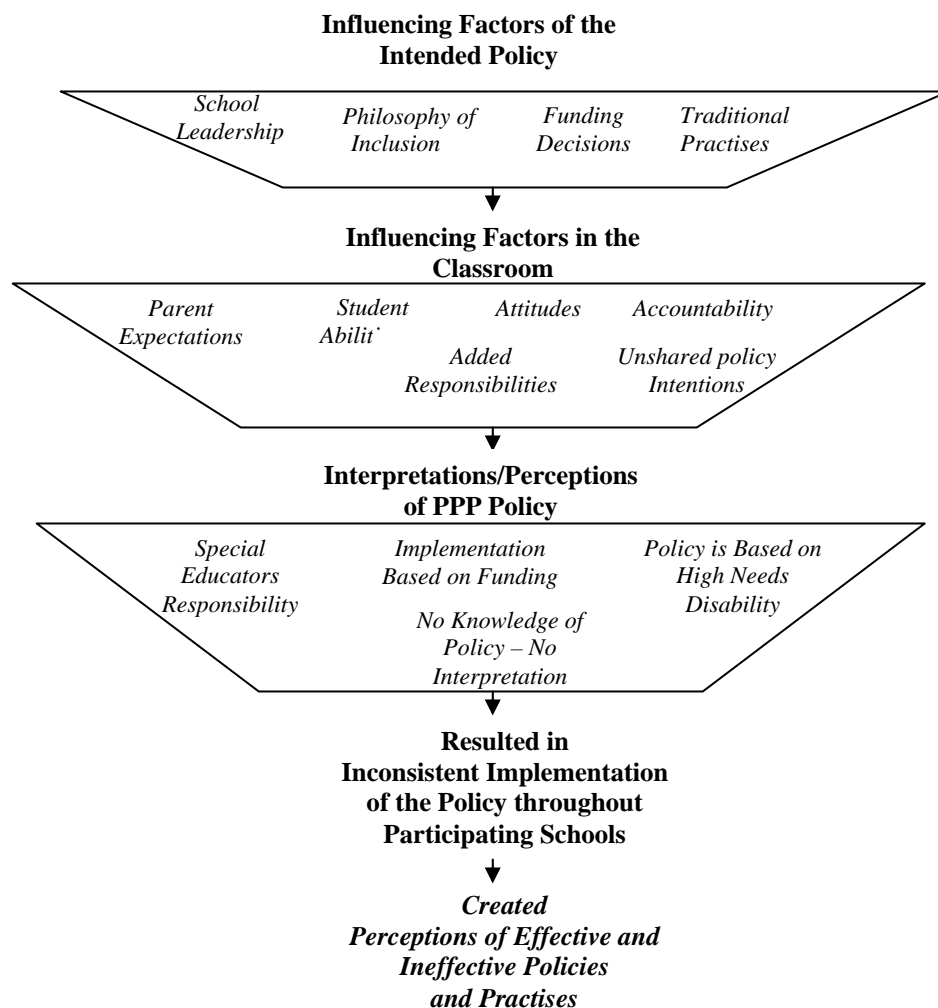 Influencing Factors of the
Intended Policy
School
Leadership
Philosophy of
Inclusion
Funding
Decisions
Traditional
Practises
Influencing Factors in the
Classroom
Parent
Expectations
Student
Abilit
Attitudes
Accountability
Added
Responsibilities
Unshared policy
Intentions
Interpretations/Perceptions
of PPP Policy
Special
Educators
Responsibility
Implementation
Based on Funding
Policy is Based on
High Needs
Disability
No Knowledge of
Policy – No
Interpretation
Resulted in
Inconsistent Implementation
of the Policy throughout
Participating Schools
Created
Perceptions of Effective and
Ineffective Policies
and Practises